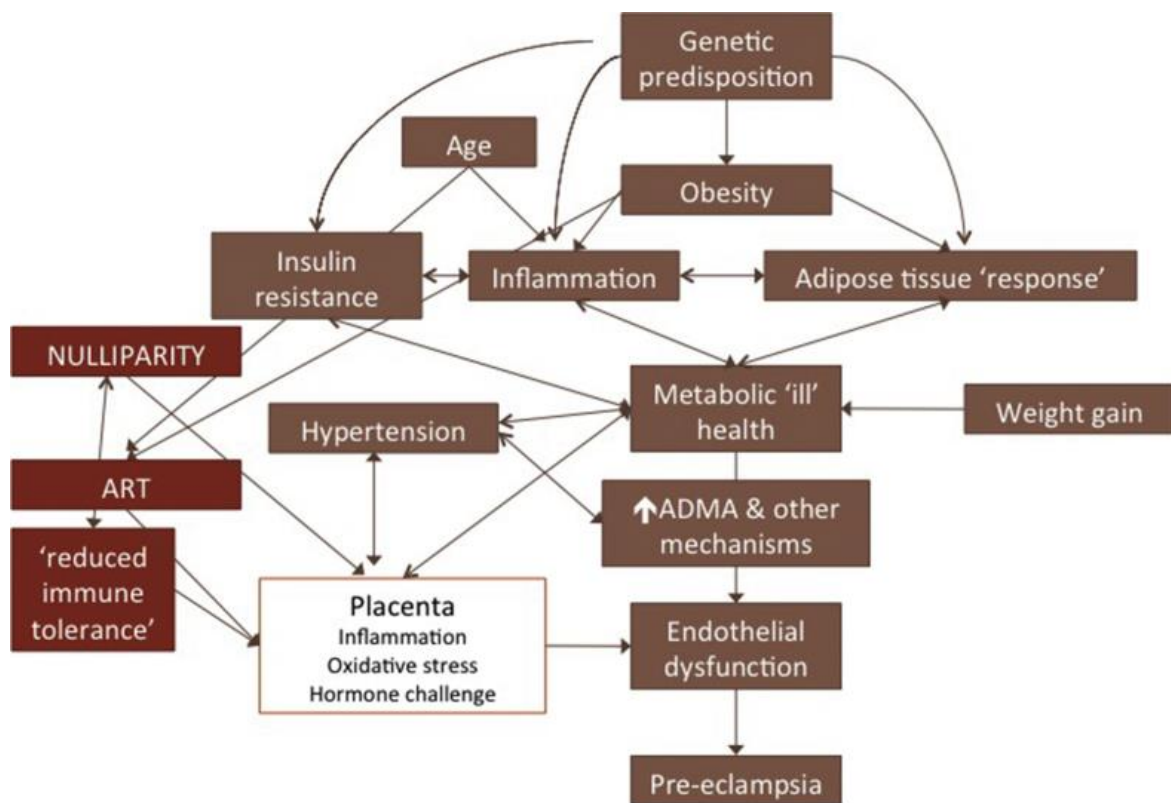 Genetic
predisposition
Age
Obesity
Insulin
resistance
Inflammation
Adipose tissue ‘response’
NULLIPARITY
Metabolic ‘ill’
health
Weight gain
Hypertension
ART
⬆ADMA & other
mechanisms
‘reduced
immune
tolerance’
Placenta
Inflammation
Oxidative stress
Hormone challenge
Endothelial
dysfunction
Pre-eclampsia